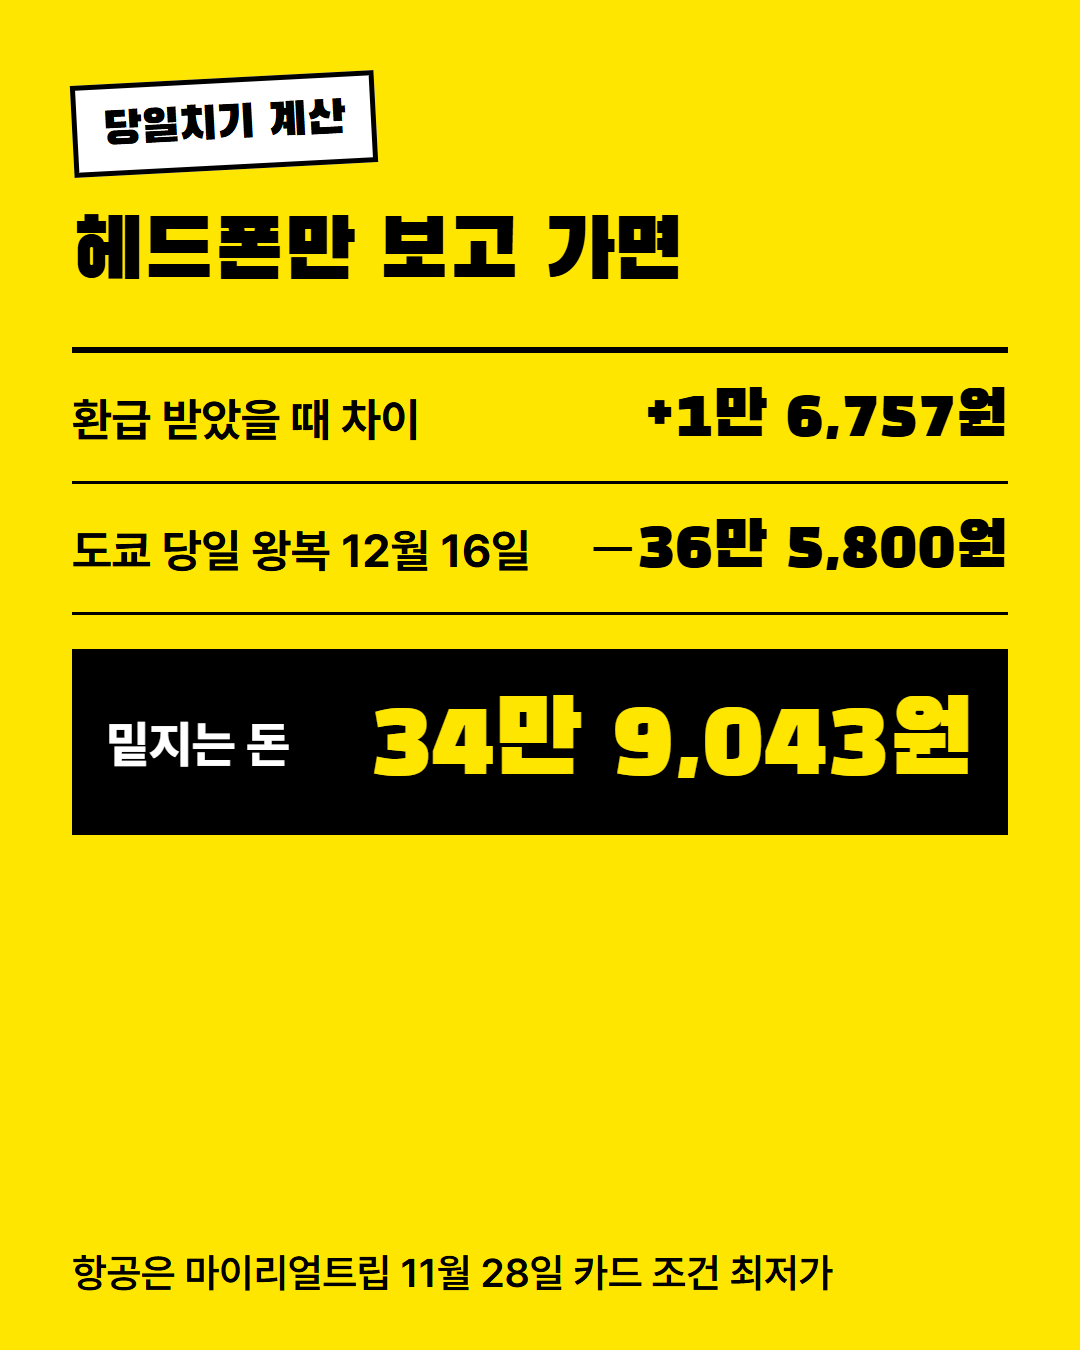 당일치기 계산
헤드폰만 보고 가면
환급 받았을 때 차이 +1만 6,757원
도쿄 당일 왕복 12월 16일 −36만 5,800원
밑지는 돈 34만 9,043원
항공은 마이리얼트립 11월 28일 카드 조건 최저가